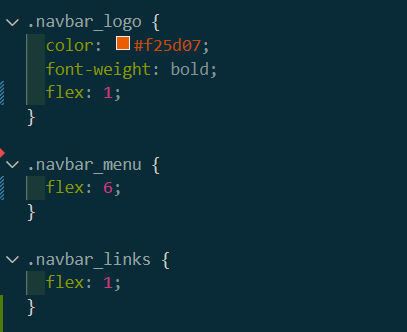 .navbar_logo {
color: #f25d07;
font-weight: bold;
flex: 1;
}
.navbar_menu {
flex: 6;
}
.navbar_links {
flex: 1;
}